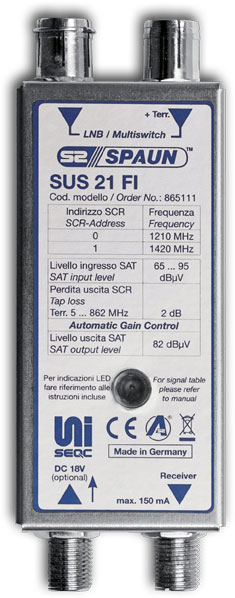 + Terr.
LNB / Multiswitch
S2 SPAUN™
SUS 21 FI
Cod. modello / Order No.: 865111
Indirizzo SCR Frequenza
SCR-Address Frequency
0 1210 MHz
1 1420 MHz
Livello ingresso SAT 65 ... 95
SAT input level dBµV
Perdita uscita SCR
Tap loss
Terr. 5 ... 862 MHz 2 dB
Automatic Gain Control
Livello uscita SAT 82 dBµV
SAT output level
Per indicazioni LED
fare riferimento alle
istruzioni incluse
For signal table
please refer
to manual
Uni
SEQC
CE
A
Made in Germany
DC 18V
(optional)
Receiver
max. 150 mA